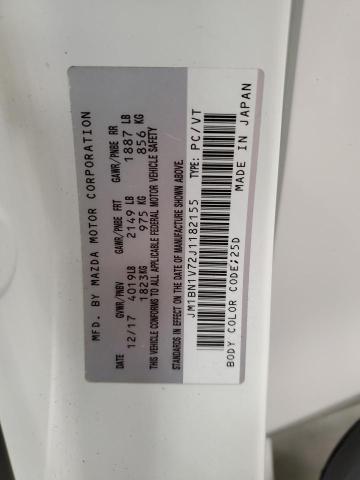 MFD. BY MAZDA MOTOR CORPORATION
DATE GVWR/PNBV GAWR/PNBE FRT GAWR/PNBE RR
12/17 4019LB 2149 LB 1887 LB
1823KG 975 KG 856 KG
THIS VEHICLE CONFORMS TO ALL APPLICABLE FEDERAL MOTOR VEHICLE SAFETY
STANDARDS IN EFFECT ON THE DATE OF MANUFACTURE SHOWN ABOVE.
JM1BN1V72J1182155 TYPE: PC/VT
BODY COLOR CODE;25D MADE IN JAPAN